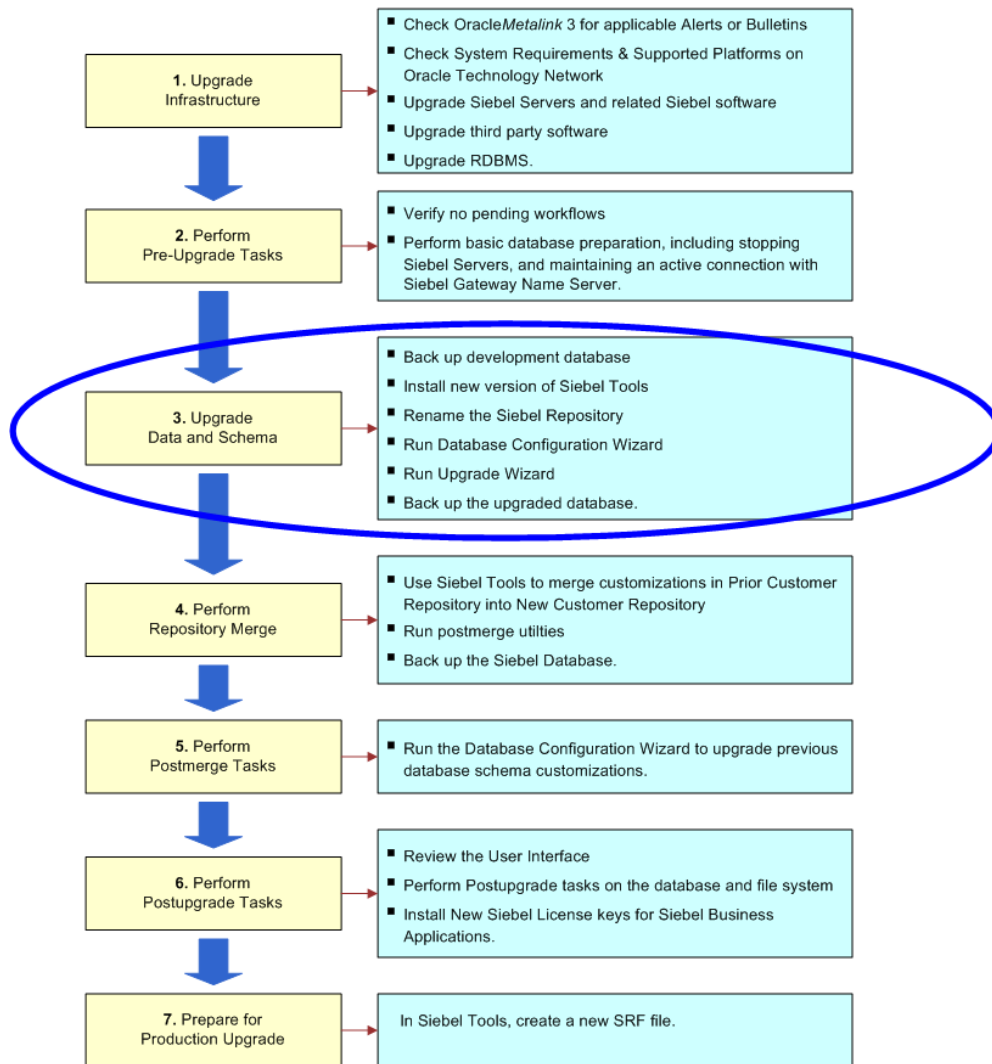 1. Upgrade
Infrastructure
▪ Check OracleMetalink 3 for applicable Alerts or Bulletins
▪ Check System Requirements & Supported Platforms on
Oracle Technology Network
▪ Upgrade Siebel Servers and related Siebel software
▪ Upgrade third party software
▪ Upgrade RDBMS.
2. Perform
Pre-Upgrade Tasks
▪ Verify no pending workflows
▪ Perform basic database preparation, including stopping
Siebel Servers, and maintaining an active connection with
Siebel Gateway Name Server.
3. Upgrade
Data and Schema
▪ Back up development database
▪ Install new version of Siebel Tools
▪ Rename the Siebel Repository
▪ Run Database Configuration Wizard
▪ Run Upgrade Wizard
▪ Back up the upgraded database.
4. Perform
Repository Merge
▪ Use Siebel Tools to merge customizations in Prior Customer
Repository into New Customer Repository
▪ Run postmerge utilties
▪ Back up the Siebel Database.
5. Perform
Postmerge Tasks
▪ Run the Database Configuration Wizard to upgrade previous
database schema customizations.
6. Perform
Postupgrade Tasks
▪ Review the User Interface
▪ Perform Postupgrade tasks on the database and file system
▪ Install New Siebel License keys for Siebel Business
Applications.
7. Prepare for
Production Upgrade
In Siebel Tools, create a new SRF file.